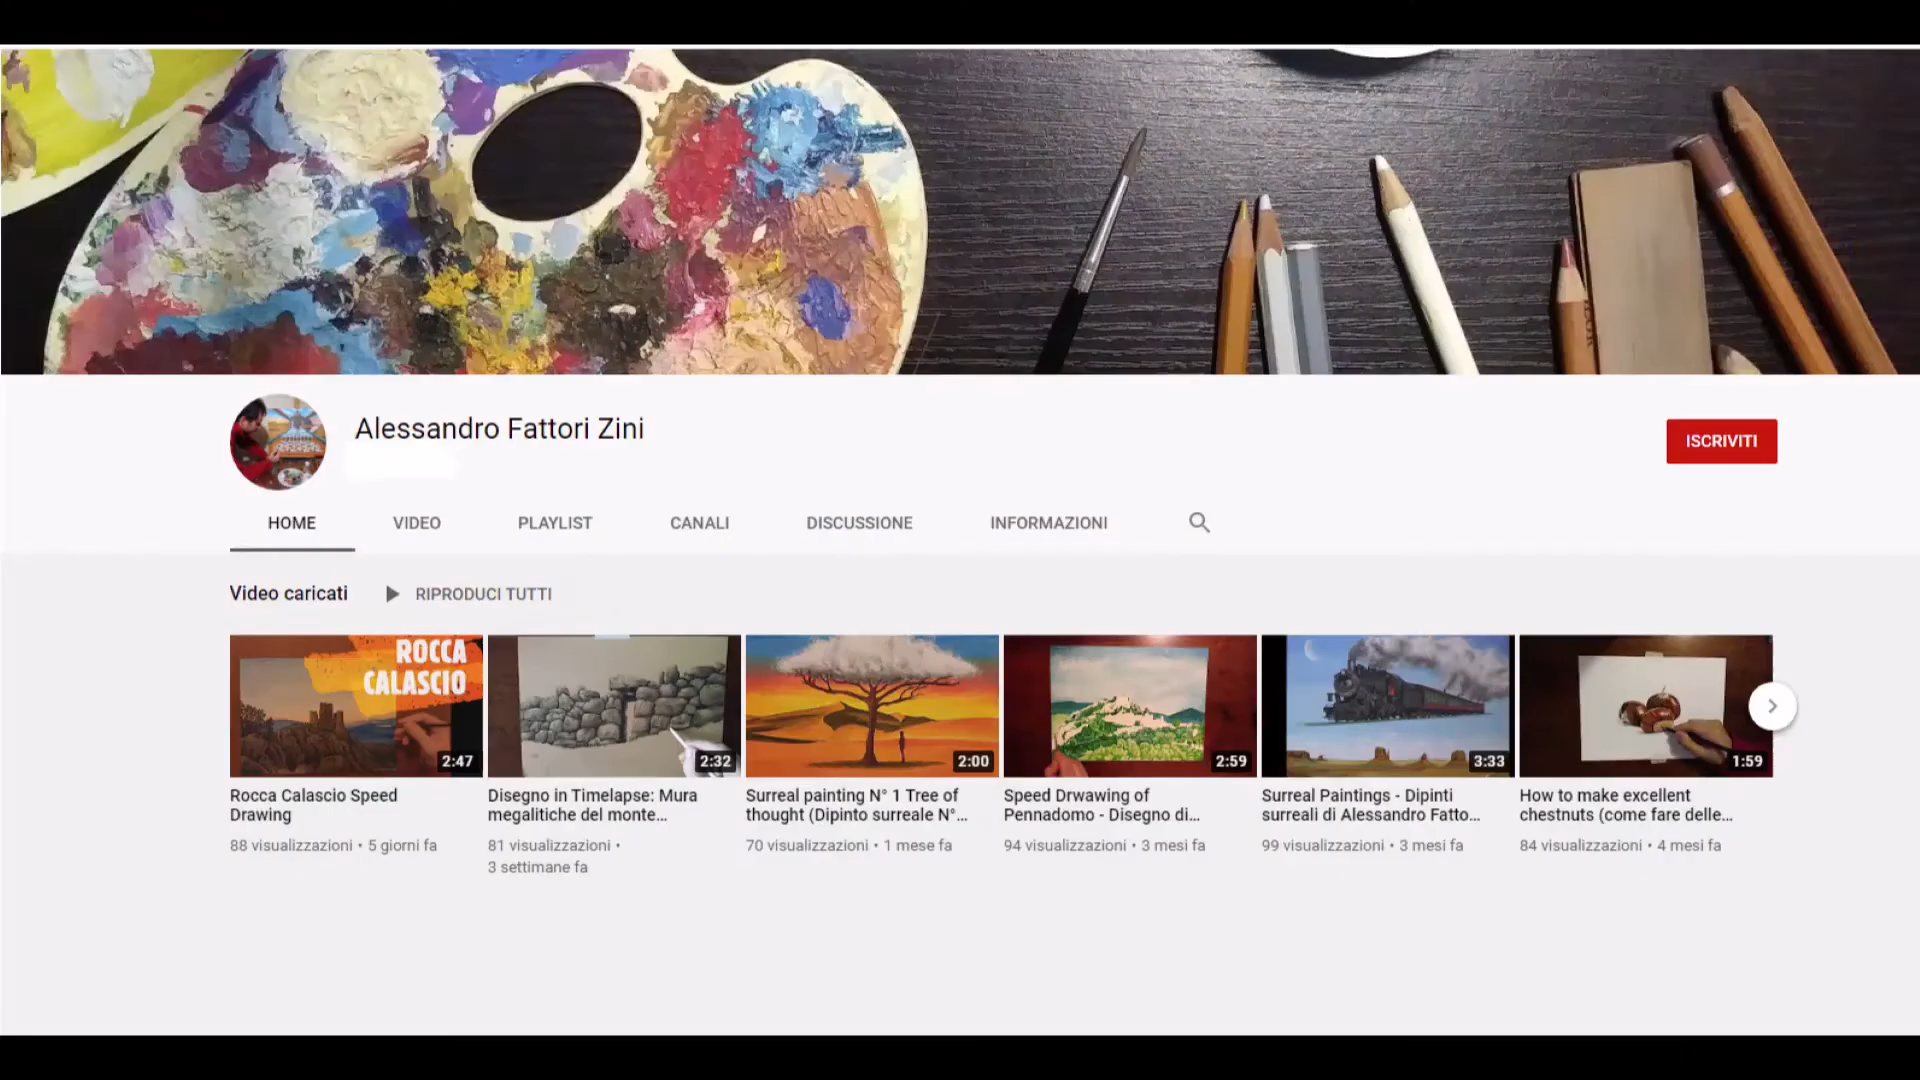 Alessandro Fattori Zini
ISCRIVITI
HOME
VIDEO
PLAYLIST
CANALI
DISCUSSIONE
INFORMAZIONI
Video caricati
RIPRODUCI TUTTI
ROCCA
CALASCIO
2:47
2:32
2:00
2:59
3:33
1:59
Rocca Calascio Speed
Drawing
88 visualizzazioni • 5 giorni fa
Disegno in Timelapse: Mura
megalitiche del monte...
81 visualizzazioni •
3 settimane fa
Surreal painting N° 1 Tree of
thought (Dipinto surreale N°...
70 visualizzazioni • 1 mese fa
Speed Drwawing of
Pennadomo - Disegno di...
94 visualizzazioni • 3 mesi fa
Surreal Paintings - Dipinti
surreali di Alessandro Fatto...
99 visualizzazioni • 3 mesi fa
How to make excellent
chestnuts (come fare delle...
84 visualizzazioni • 4 mesi fa